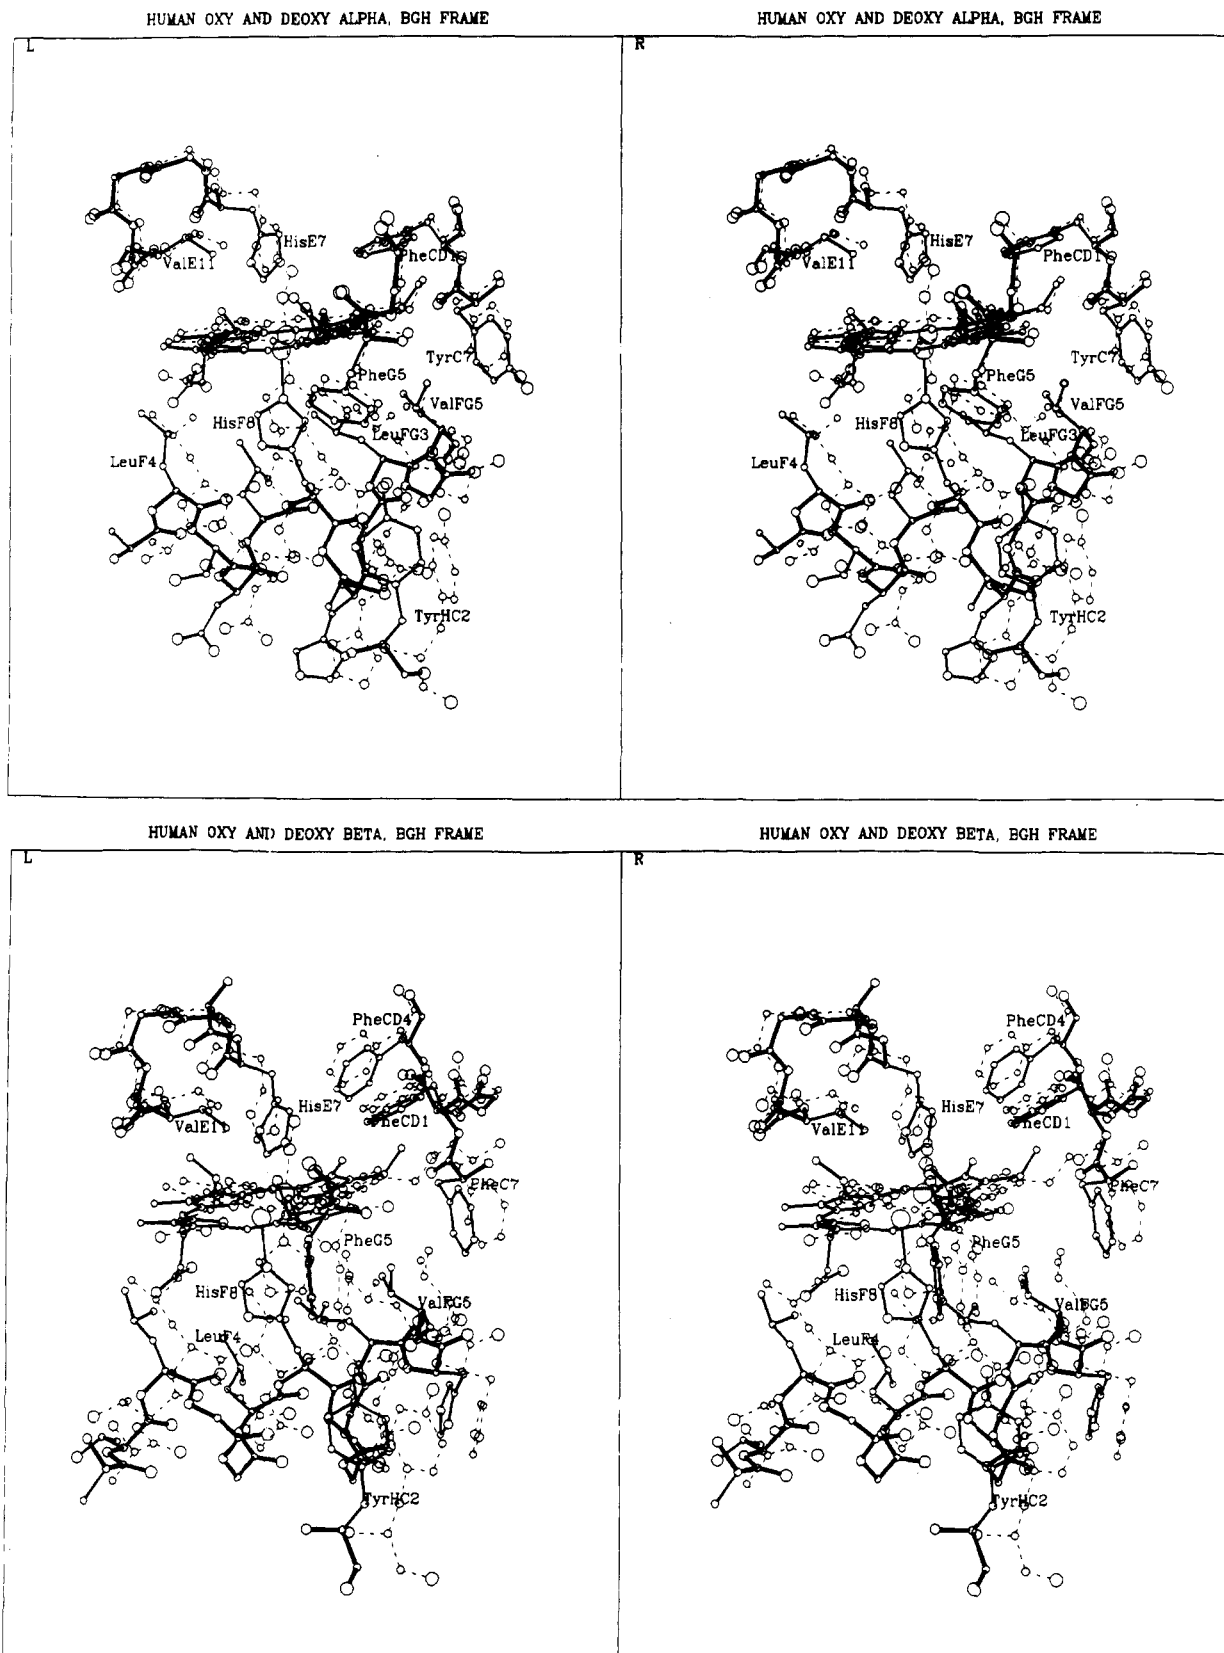 HUMAN OXY AND DEOXY ALPHA, BGH FRAME
HUMAN OXY AND DEOXY ALPHA, BGH FRAME
L
R
HisE7
PheCD1
ValE11
HisE7
PheCD1
ValE11
TyrC7
TyrC7
PheG5
PheG5
ValFG5
ValFG5
HisF8
LeuFG3
HisF8
LeuFG3
LeuF4
LeuF4
TyrHC2
TyrHC2
HUMAN OXY AND DEOXY BETA, BGH FRAME
HUMAN OXY AND DEOXY BETA, BGH FRAME
L
R
PheCD4
PheCD4
HisE7
HisE7
ValE11
PheCD1
ValE11
PheCD1
PheC7
PheC7
PheG5
PheG5
HisF8
ValFG5
HisF8
ValFG5
LeuF4
LeuF4
TyrHC2
TyrHC2